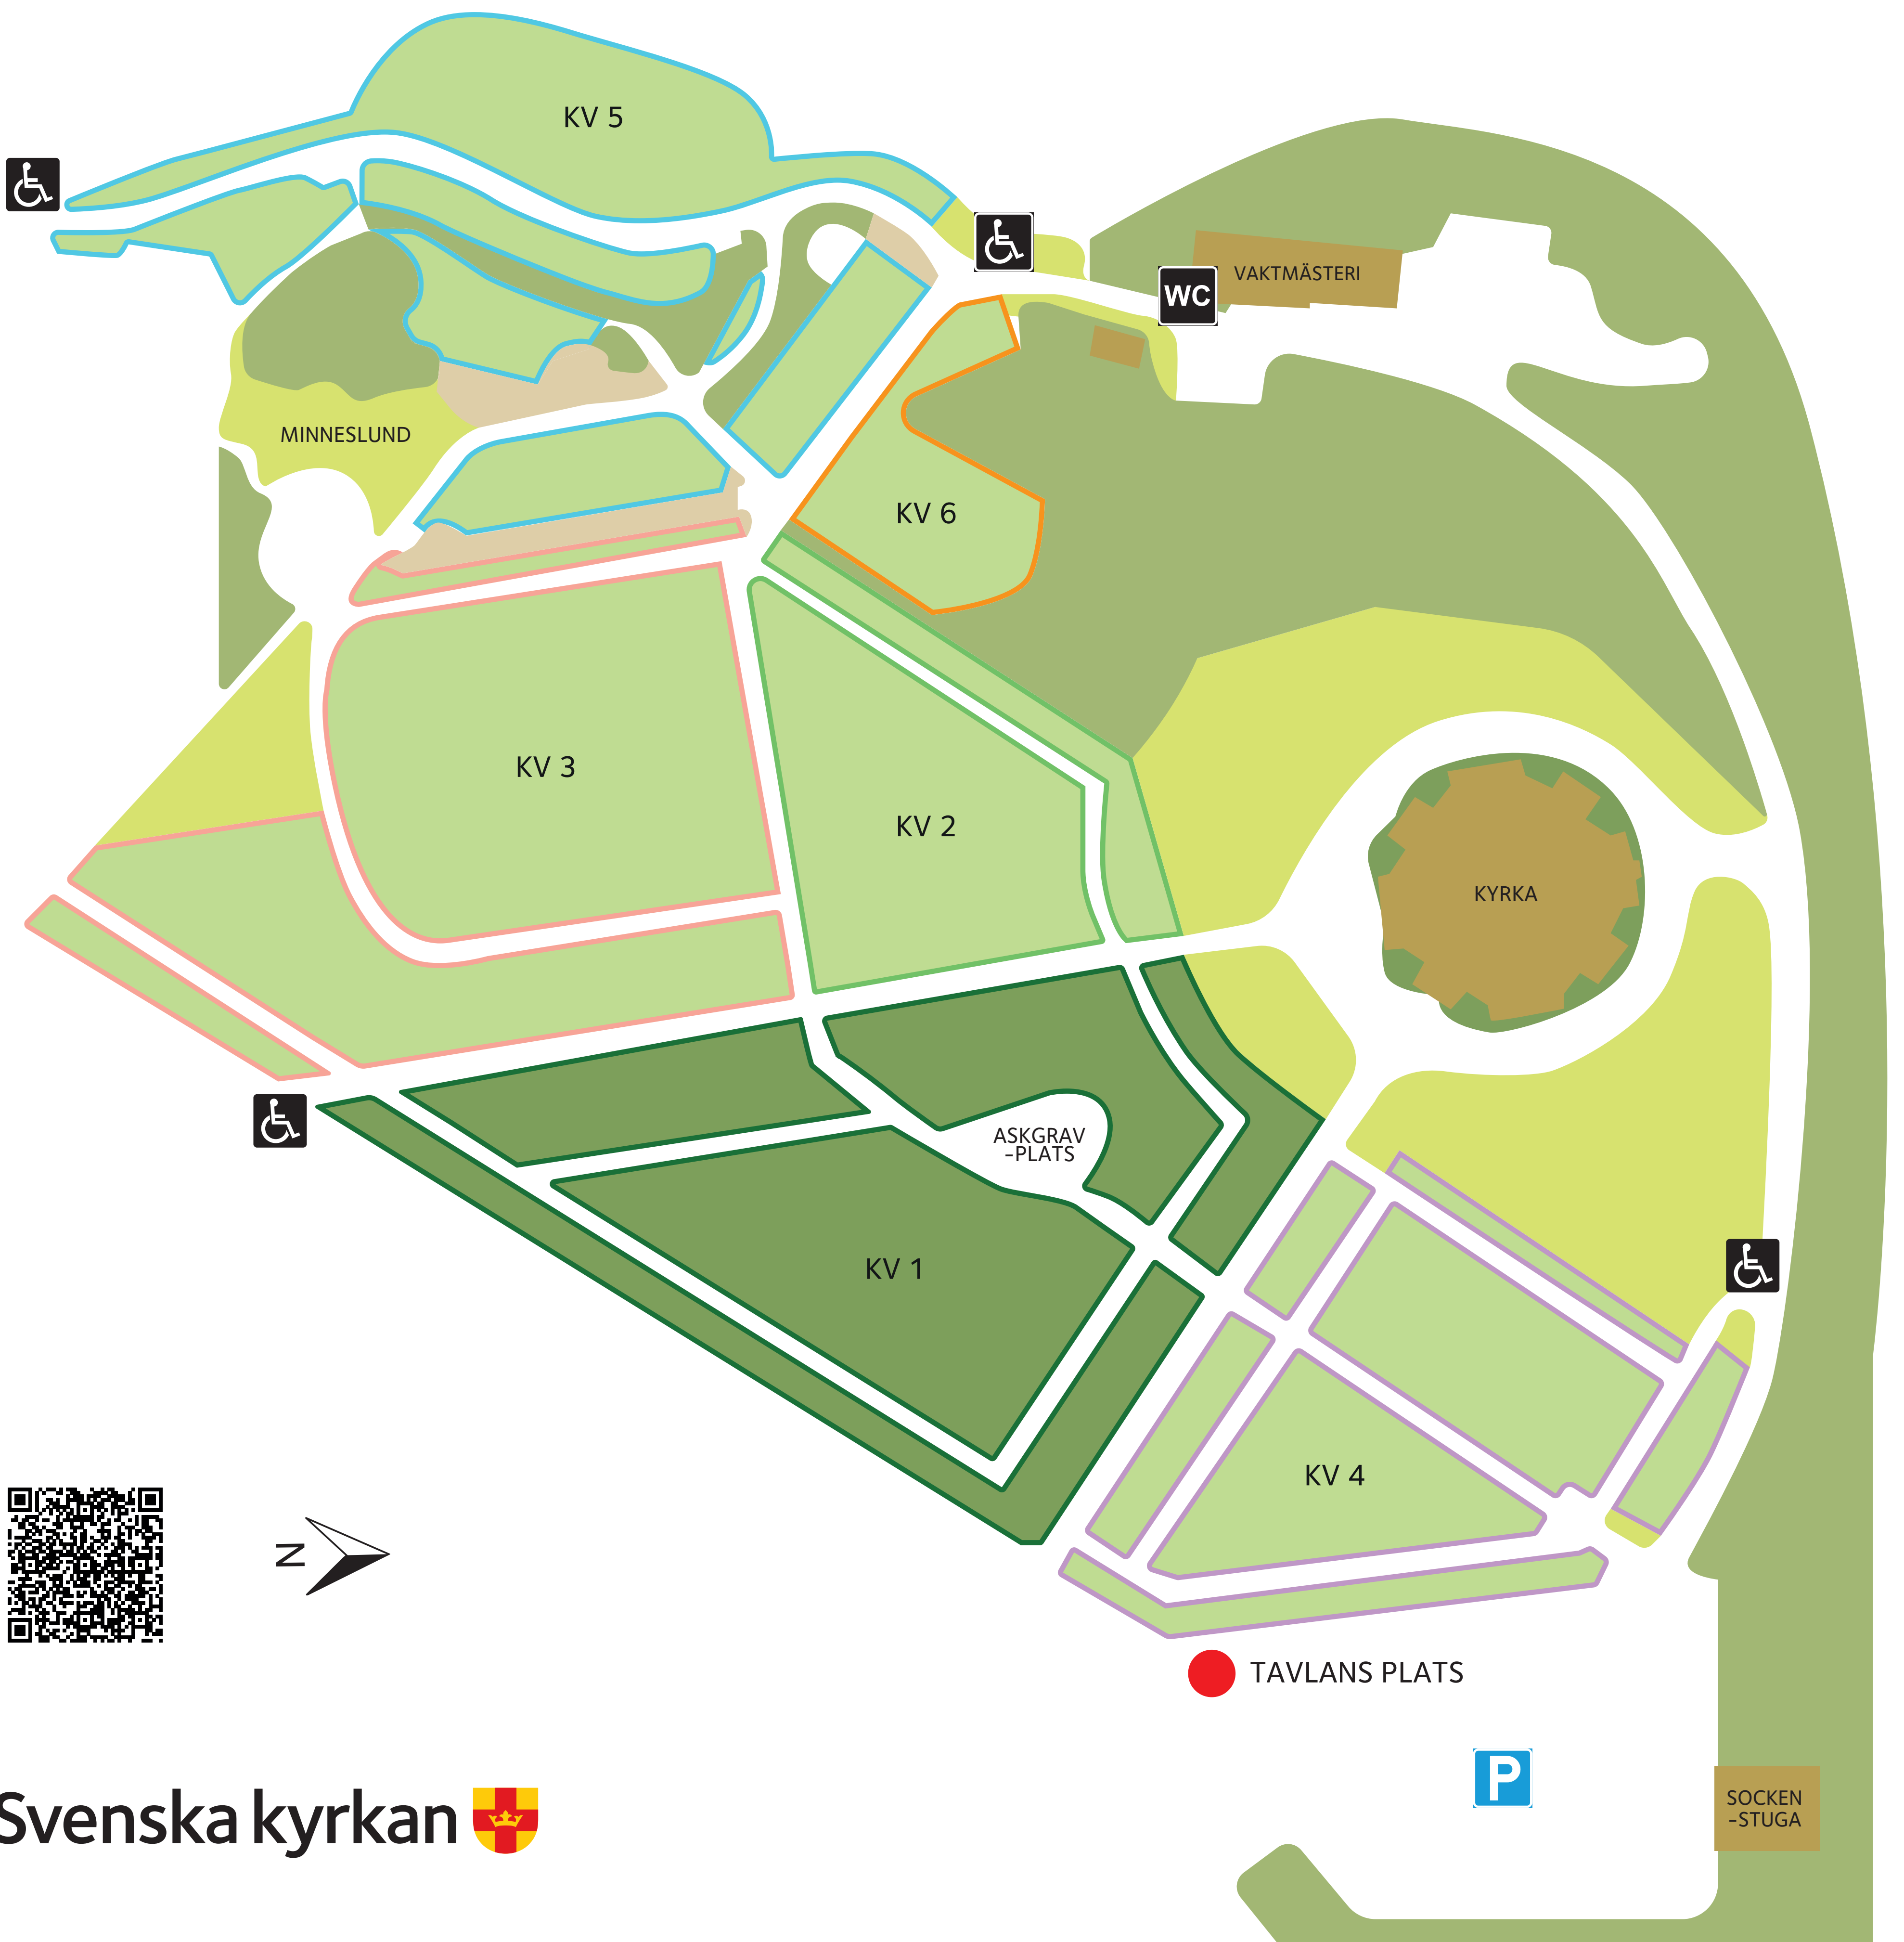 KV 5
VAKTMÄSTERI
WC
MINNESLUND
KV 6
KV 3
KV 2
KYRKA
ASKGRAV
-PLATS
KV 1
KV 4
N
TAVLANS PLATS
P
SOCKEN
-STUGA
Svenska kyrkan